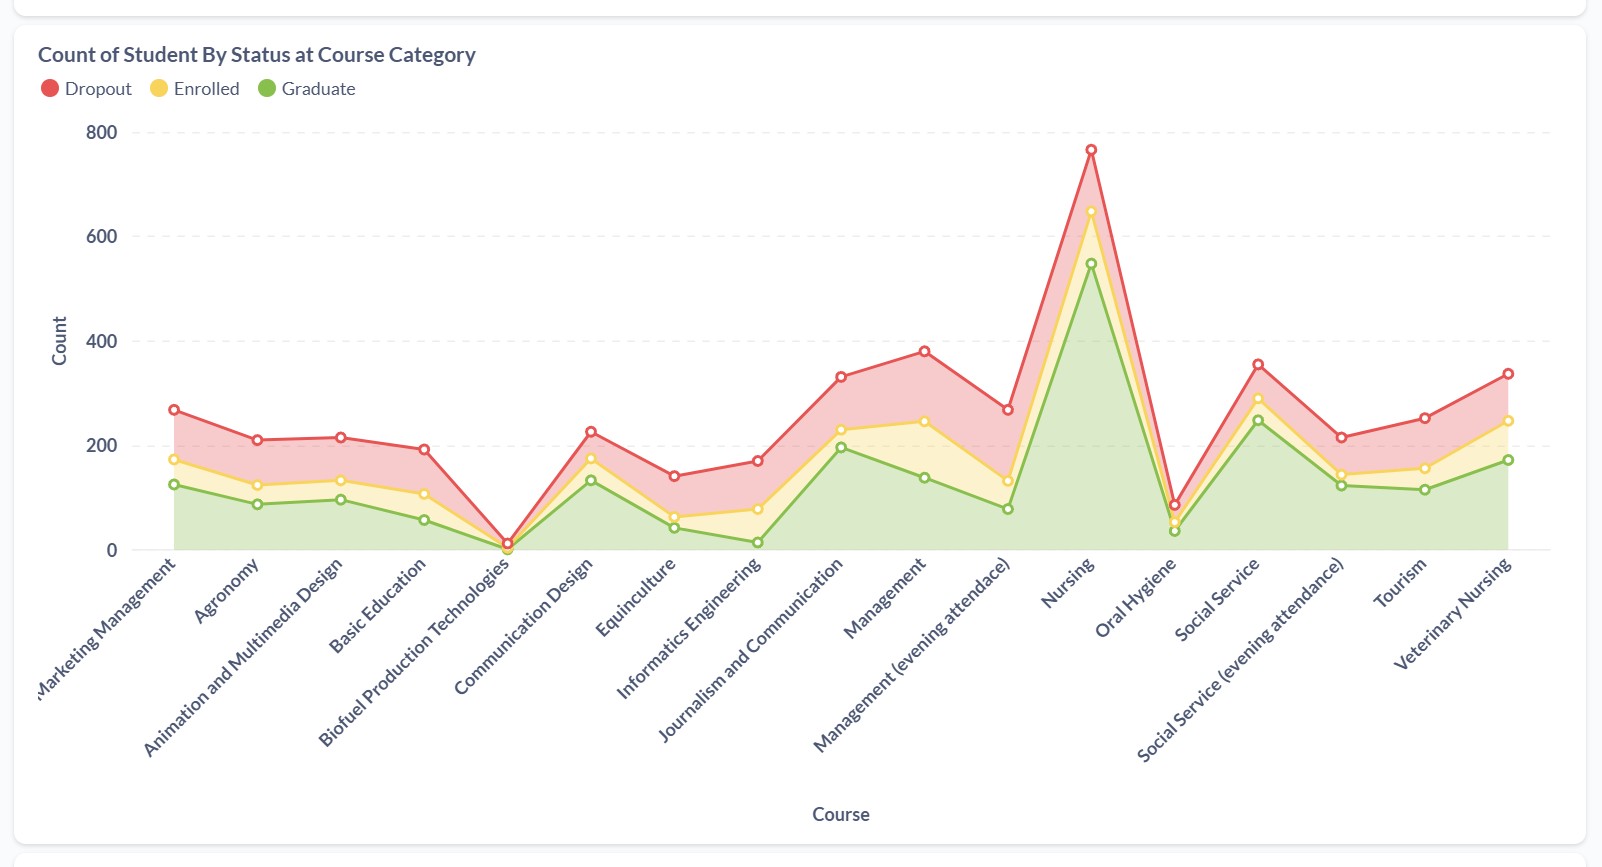 Count of Student By Status at Course Category
Dropout Enrolled Graduate
800
600
400
200
0
Count
Marketing Management
Agronomy
Animation and Multimedia Design
Basic Education
Biofuel Production Technologies
Communication Design
Equinculture
Informatics Engineering
Journalism and Communication
Management
Management (evening attendace)
Nursing
Oral Hygiene
Social Service
Social Service (evening attendance)
Tourism
Veterinary Nursing
Course